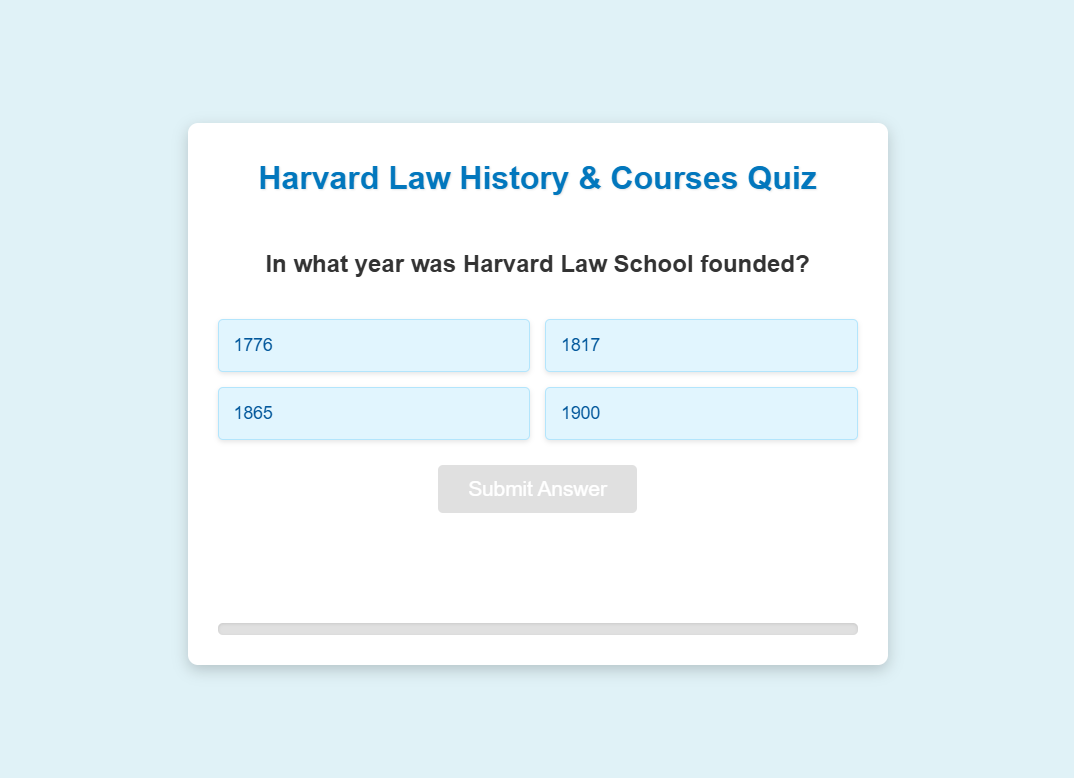 Harvard Law History & Courses Quiz
In what year was Harvard Law School founded?
1776
1817
1865
1900
Submit Answer